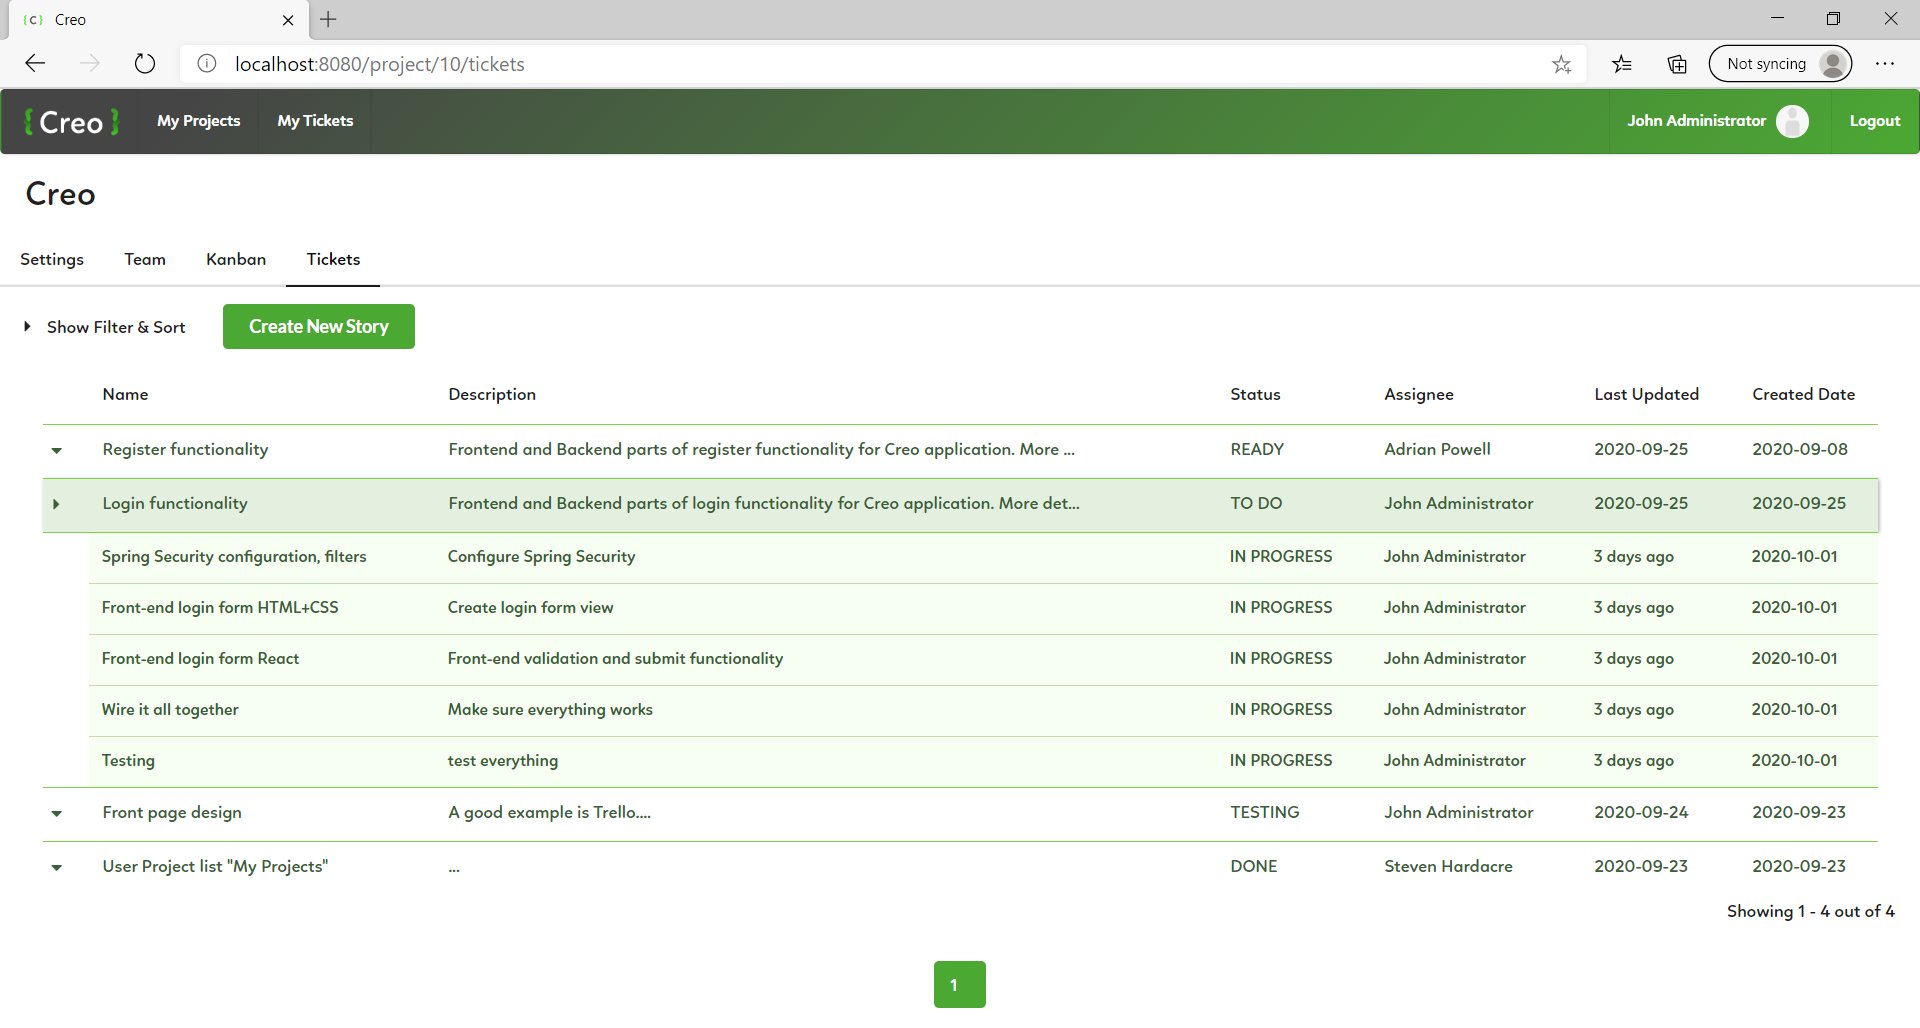 {c} Creo
localhost:8080/project/10/tickets
Not syncing
{Creo} My Projects My Tickets John Administrator Logout
Creo
Settings Team Kanban Tickets
Show Filter & Sort Create New Story
Name Description Status Assignee Last Updated Created Date
Register functionality Frontend and Backend parts of register functionality for Creo application. More ... READY Adrian Powell 2020-09-25 2020-09-08
Login functionality Frontend and Backend parts of login functionality for Creo application. More det... TO DO John Administrator 2020-09-25 2020-09-25
Spring Security configuration, filters Configure Spring Security IN PROGRESS John Administrator 3 days ago 2020-10-01
Front-end login form HTML+CSS Create login form view IN PROGRESS John Administrator 3 days ago 2020-10-01
Front-end login form React Front-end validation and submit functionality IN PROGRESS John Administrator 3 days ago 2020-10-01
Wire it all together Make sure everything works IN PROGRESS John Administrator 3 days ago 2020-10-01
Testing test everything IN PROGRESS John Administrator 3 days ago 2020-10-01
Front page design A good example is Trello.... TESTING John Administrator 2020-09-24 2020-09-23
User Project list "My Projects" ... DONE Steven Hardacre 2020-09-23 2020-09-23
Showing 1 - 4 out of 4
1